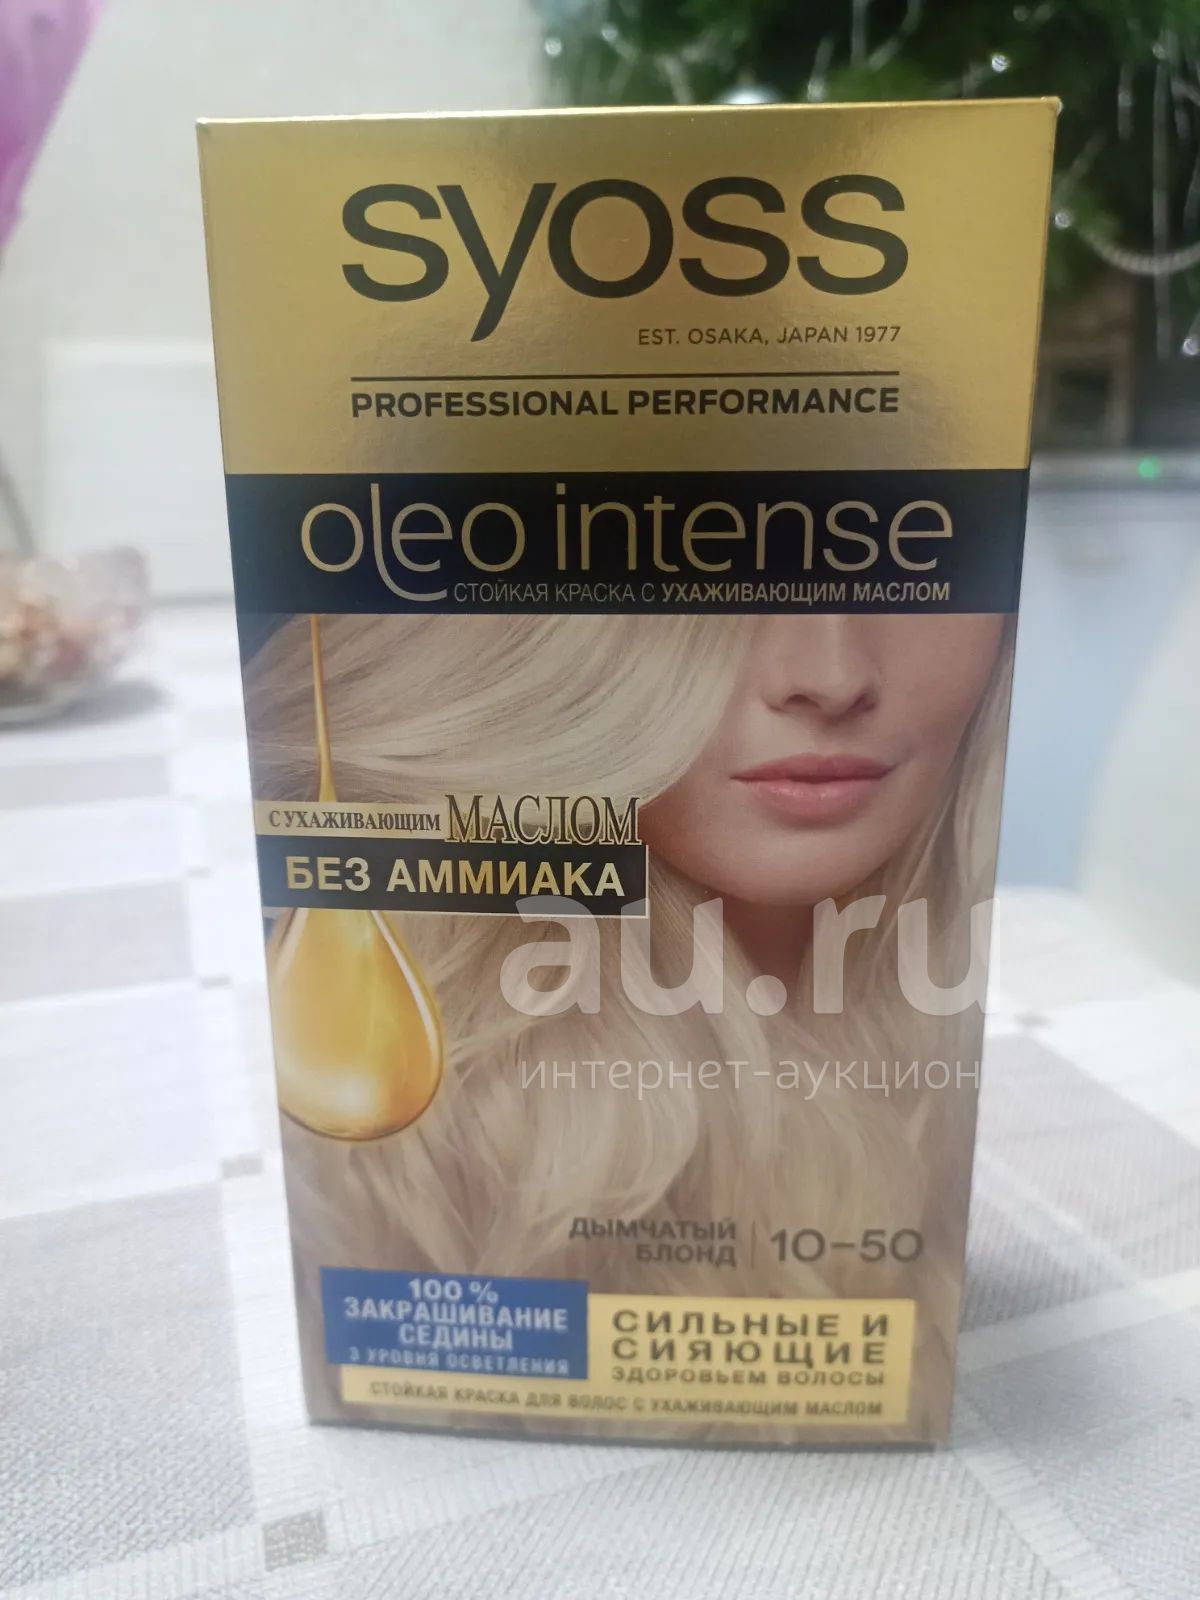 syoss
EST. OSAKA, JAPAN 1977
PROFESSIONAL PERFORMANCE
oleo intense
СТОЙКАЯ КРАСКА С УХАЖИВАЮЩИМ МАСЛОМ
С УХАЖИВАЮЩИМ МАСЛОМ
БЕЗ АММИАКА
au.ru
интернет-аукцион
ДЫМЧАТЫЙ
БЛОНД
10-50
100 %
ЗАКРАШИВАНИЕ
СЕДИНЫ
3 УРОВНЯ ОСВЕТЛЕНИЯ
СИЛЬНЫЕ И
СИЯЮЩИЕ
ЗДОРОВЬЕМ ВОЛОСЫ
СТОЙКАЯ КРАСКА ДЛЯ ВОЛОС С УХАЖИВАЮЩИМ МАСЛОМ